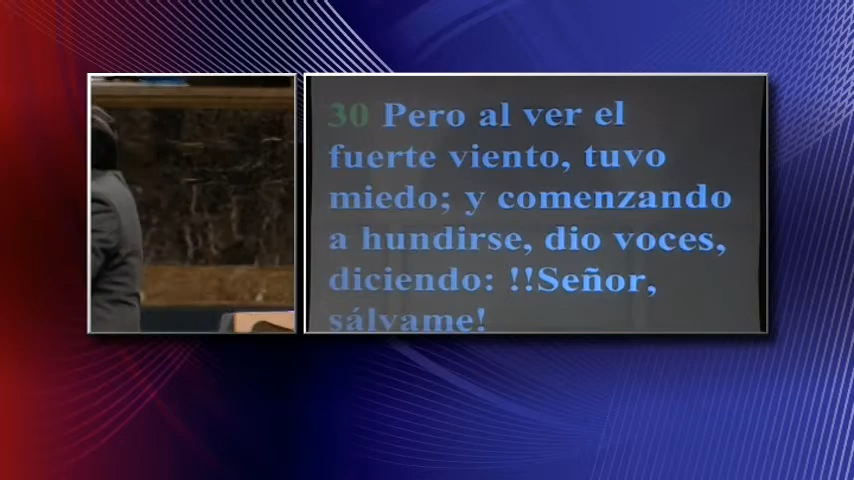 30 Pero al ver el
fuerte viento, tuvo
miedo; y comenzando
a hundirse, dio voces,
diciendo: !!Señor,
sálvame!